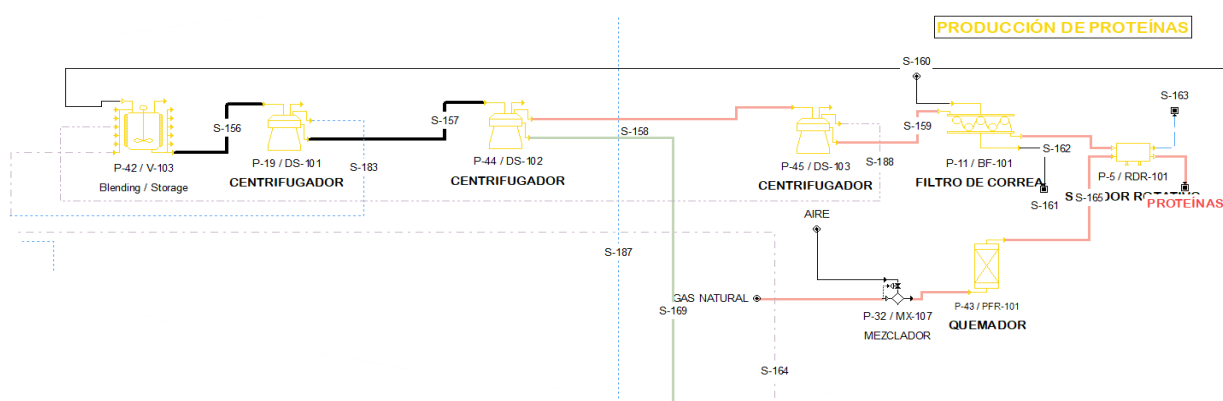 PRODUCCIÓN DE PROTEÍNAS
S-160
S-163
S-156
S-157
S-158
S-159
S-183
S-188
S-162
P-42 / V-103
Blending / Storage
P-19 / DS-101
CENTRIFUGADOR
P-44 / DS-102
CENTRIFUGADOR
P-45 / DS-103
CENTRIFUGADOR
P-11 / BF-101
FILTRO DE CORREA
P-5 / RDR-101
S-165
S-161
PROTEÍNAS
AIRE
S-187
GAS NATURAL
S-169
P-32 / MX-107
MEZCLADOR
P-43 / PFR-101
QUEMADOR
S-164